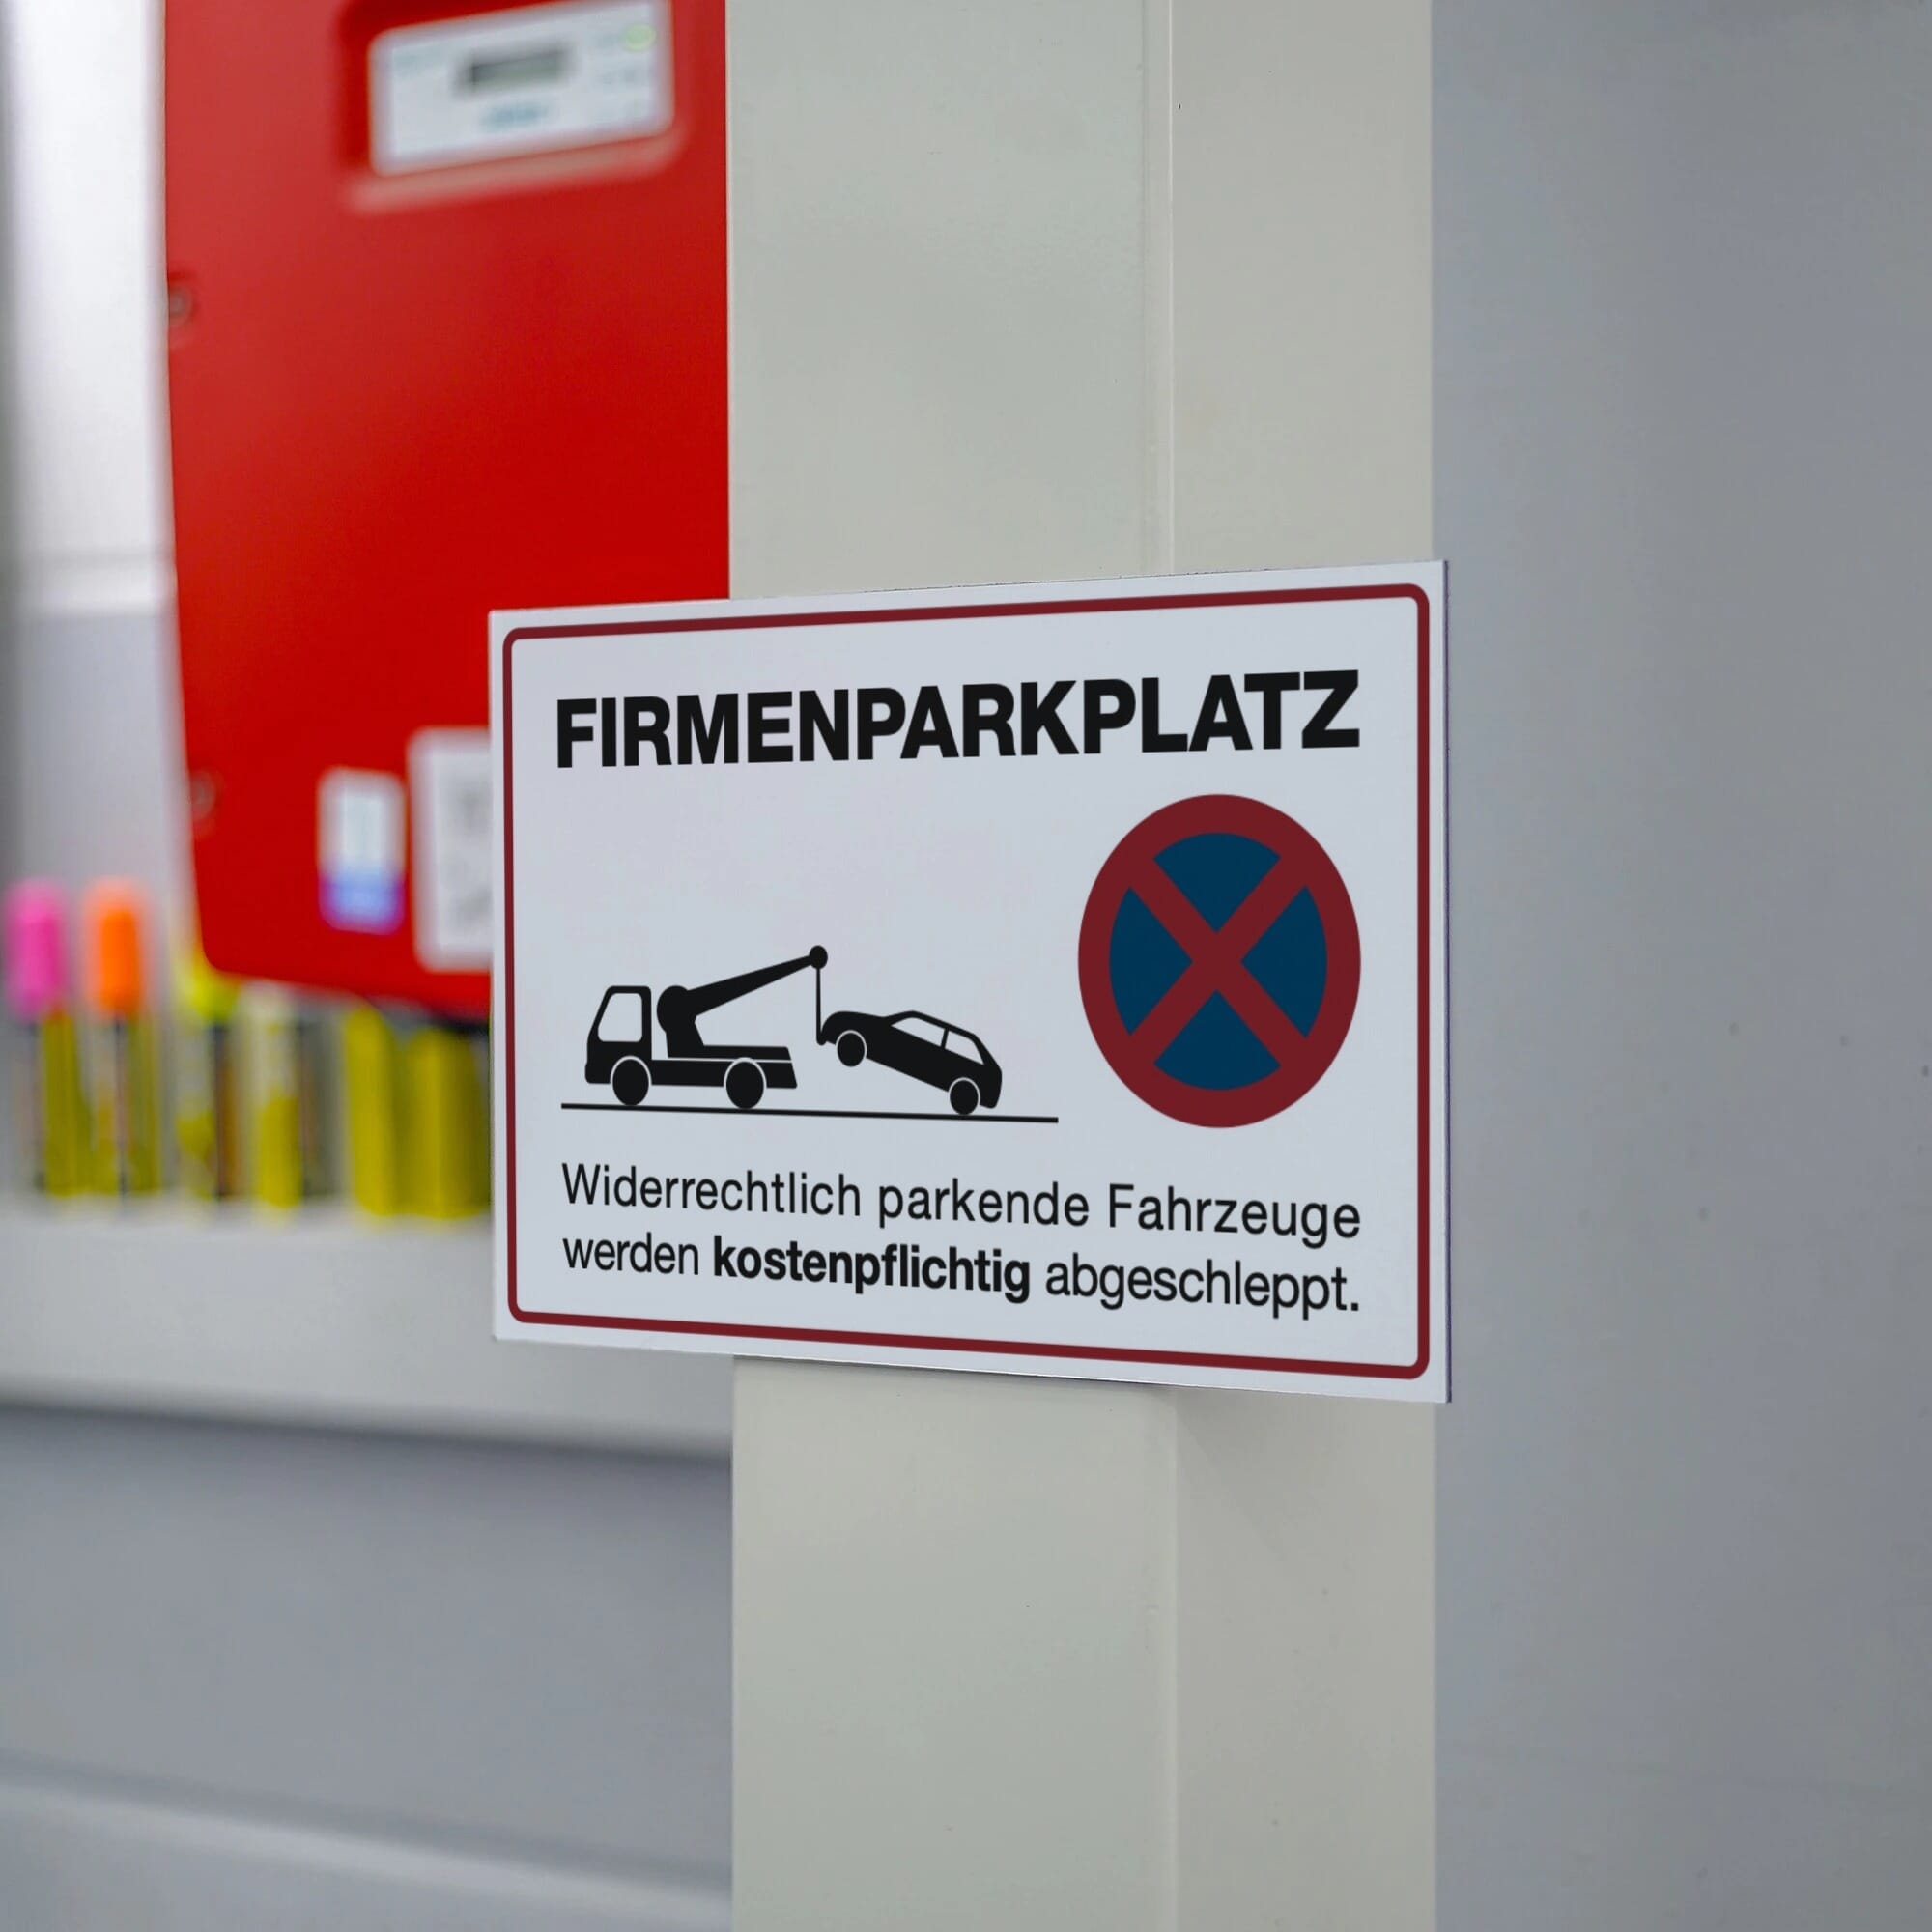 FIRMENPARKPLATZ
Widerrechtlich parkende Fahrzeuge
werden kostenpflichtig abgeschleppt.